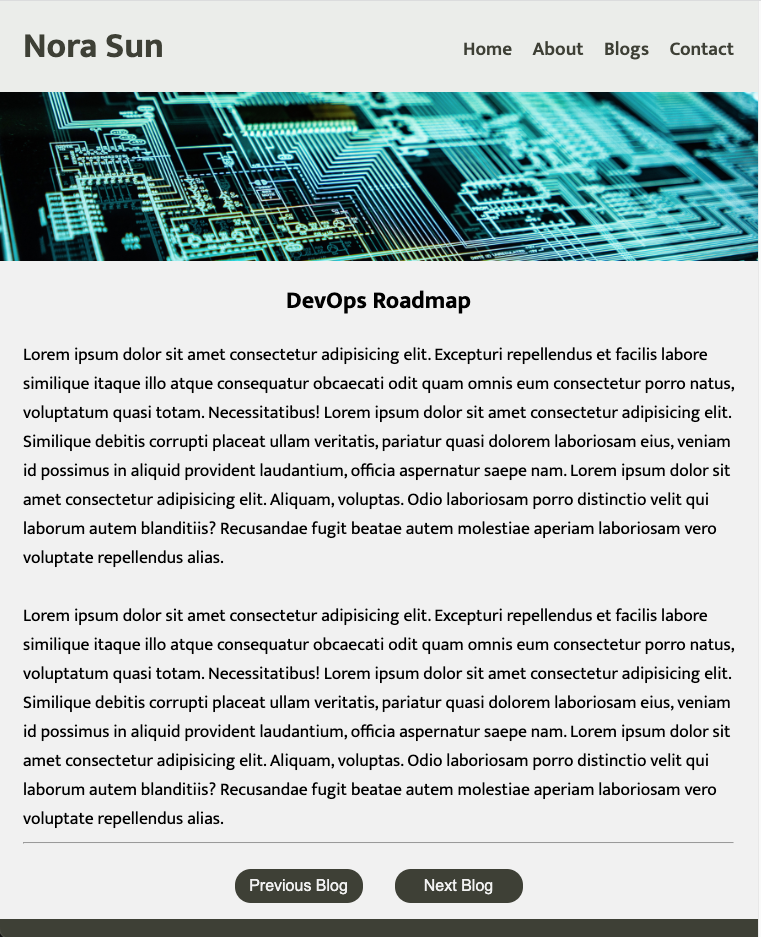 Nora Sun
Home About Blogs Contact
DevOps Roadmap
Lorem ipsum dolor sit amet consectetur adipisicing elit. Excepturi repellendus et facilis labore
similique itaque illo atque consequatur obcaecati odit quam omnis eum consectetur porro natus,
voluptatum quasi totam. Necessitatibus! Lorem ipsum dolor sit amet consectetur adipisicing elit.
Similique debitis corrupti placeat ullam veritatis, pariatur quasi dolorem laboriosam eius, veniam
id possimus in aliquid provident laudantium, officia aspernatur saepe nam. Lorem ipsum dolor sit
amet consectetur adipisicing elit. Aliquam, voluptas. Odio laboriosam porro distinctio velit qui
laborum autem blanditiis? Recusandae fugit beatae autem molestiae aperiam laboriosam vero
voluptate repellendus alias.
Lorem ipsum dolor sit amet consectetur adipisicing elit. Excepturi repellendus et facilis labore
similique itaque illo atque consequatur obcaecati odit quam omnis eum consectetur porro natus,
voluptatum quasi totam. Necessitatibus! Lorem ipsum dolor sit amet consectetur adipisicing elit.
Similique debitis corrupti placeat ullam veritatis, pariatur quasi dolorem laboriosam eius, veniam
id possimus in aliquid provident laudantium, officia aspernatur saepe nam. Lorem ipsum dolor sit
amet consectetur adipisicing elit. Aliquam, voluptas. Odio laboriosam porro distinctio velit qui
laborum autem blanditiis? Recusandae fugit beatae autem molestiae aperiam laboriosam vero
voluptate repellendus alias.
Previous Blog Next Blog